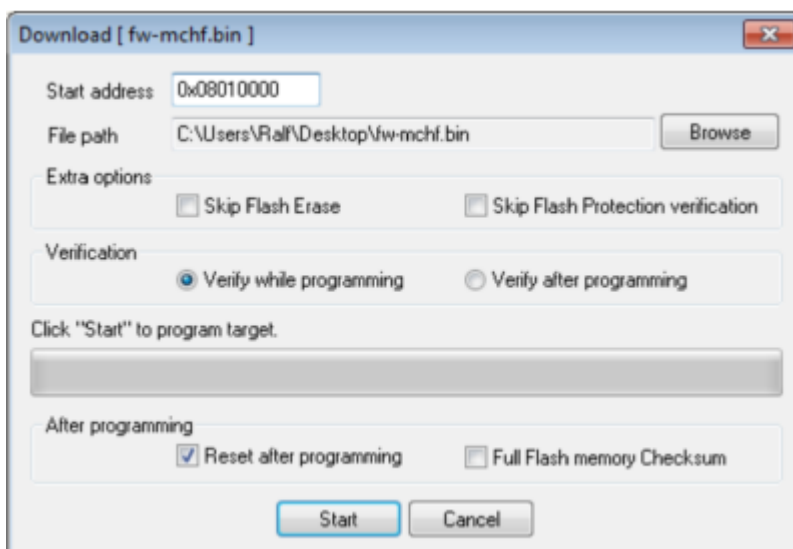 Download [ fw-mchf.bin ]
Start address 0x08010000
File path C:\Users\Ralf\Desktop\fw-mchf.bin Browse
Extra options
Skip Flash Erase Skip Flash Protection verification
Verification
Verify while programming Verify after programming
Click "Start" to program target.
After programming
Reset after programming Full Flash memory Checksum
Start Cancel